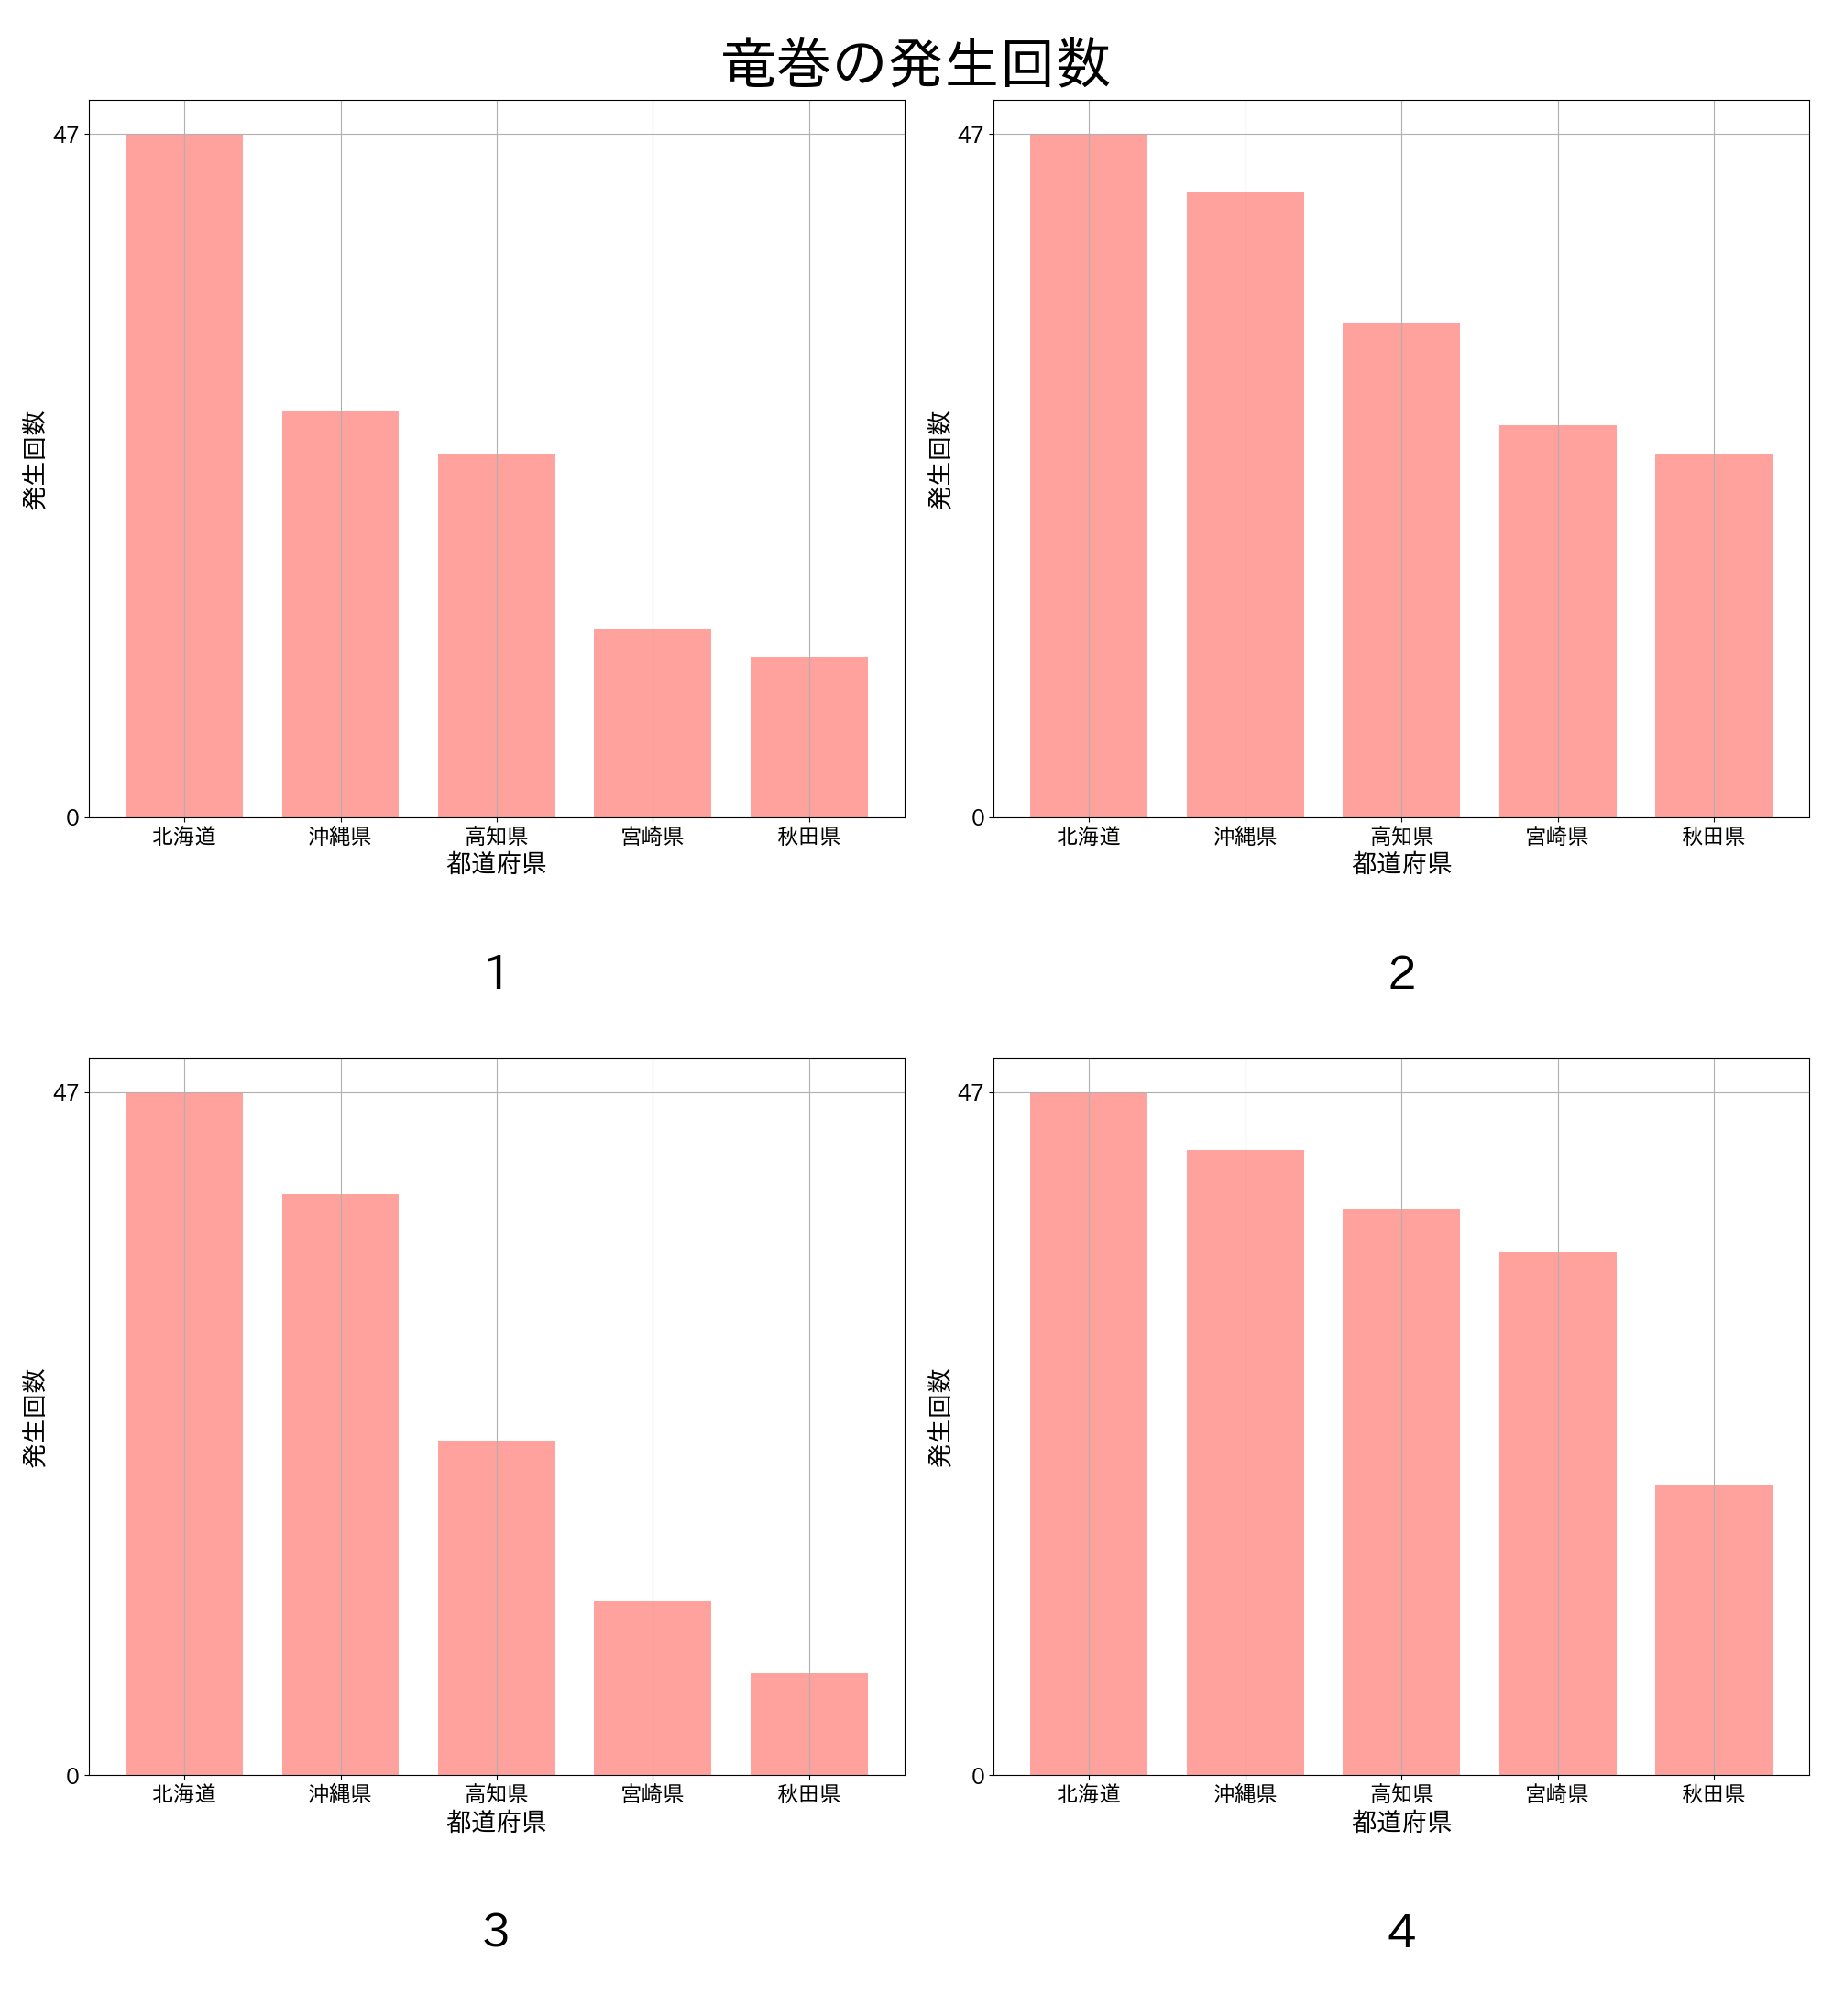 竜巻の発生回数
47
0
発生回数
北海道 沖縄県 高知県 宮崎県 秋田県
都道府県
1
47
0
発生回数
北海道 沖縄県 高知県 宮崎県 秋田県
都道府県
2
47
0
発生回数
北海道 沖縄県 高知県 宮崎県 秋田県
都道府県
3
47
0
発生回数
北海道 沖縄県 高知県 宮崎県 秋田県
都道府県
4